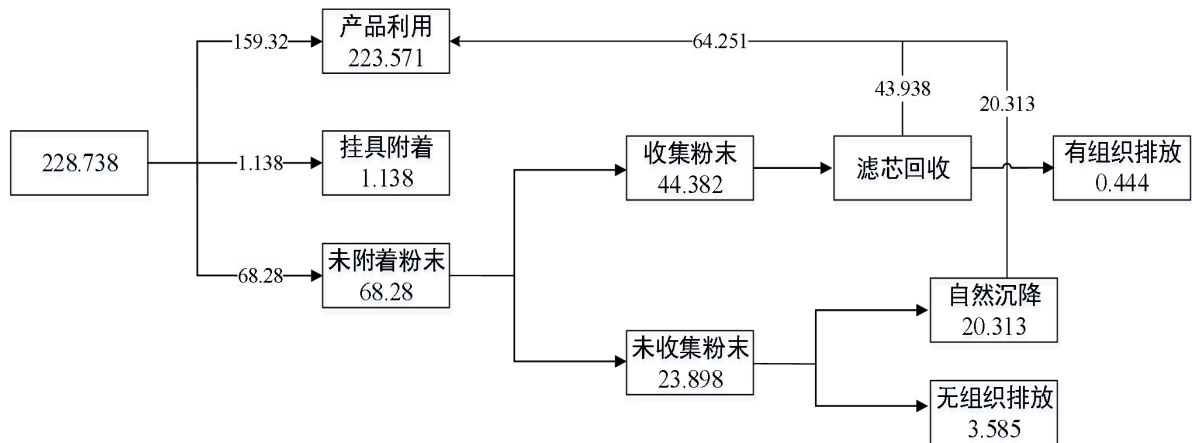 产品利用
223.571
159.32
64.251
43.938
20.313
228.738
1.138
挂具附着
1.138
收集粉末
44.382
滤芯回收
有组织排放
0.444
68.28
未附着粉末
68.28
自然沉降
20.313
未收集粉末
23.898
无组织排放
3.585